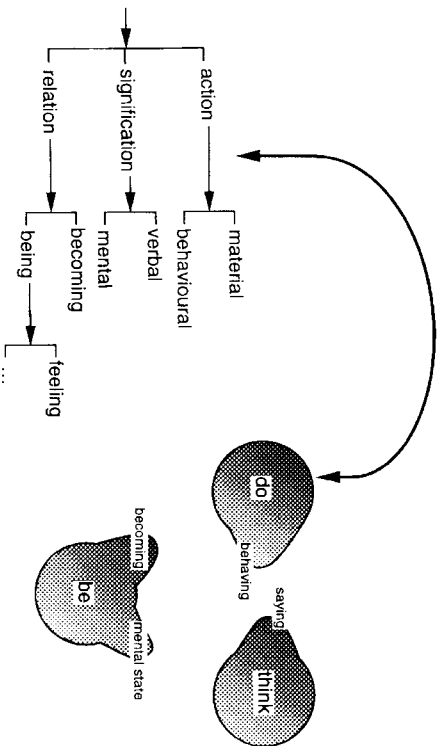 action
material
behavioural
signification
verbal
mental
relation
becoming
being
feeling
...
do
behaving
saying
think
becoming
be
mental state